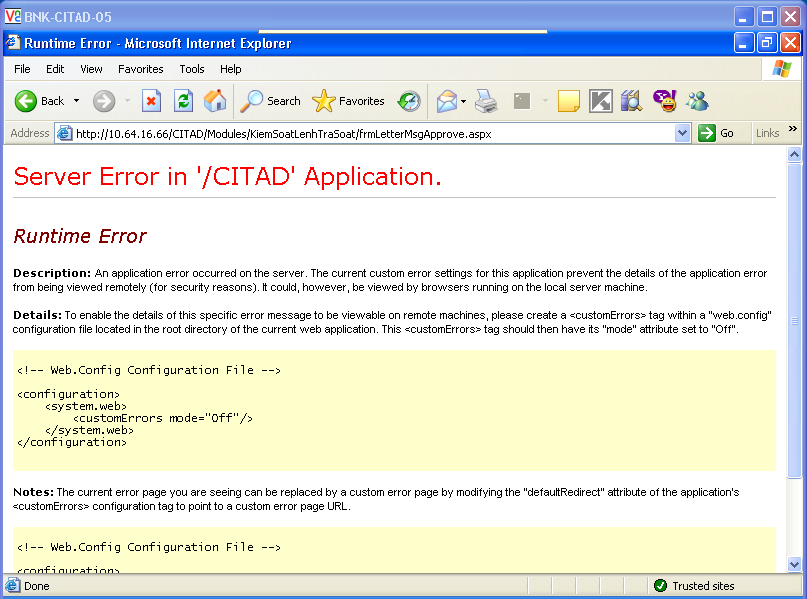 BNK-CITAD-05
Runtime Error - Microsoft Internet Explorer
File Edit View Favorites Tools Help
Back Search Favorites
Address http://10.64.16.66/CITAD/Modules/KiemSoatLenhTraSoat/frmLetterMsgApprove.aspx Go Links »
Server Error in '/CITAD' Application.
Runtime Error
Description: An application error occurred on the server. The current custom error settings for this application prevent the details of the application error
from being viewed remotely (for security reasons). It could, however, be viewed by browsers running on the local server machine.
Details: To enable the details of this specific error message to be viewable on remote machines, please create a <customErrors> tag within a "web.config"
configuration file located in the root directory of the current web application. This <customErrors> tag should then have its "mode" attribute set to "Off".
<!-- Web.Config Configuration File -->
<configuration>
    <system.web>
        <customErrors mode="Off"/>
    </system.web>
</configuration>
Notes: The current error page you are seeing can be replaced by a custom error page by modifying the "defaultRedirect" attribute of the application's
<customErrors> configuration tag to point to a custom error page URL.
<!-- Web.Config Configuration File -->
<configuration>
Done Trusted sites